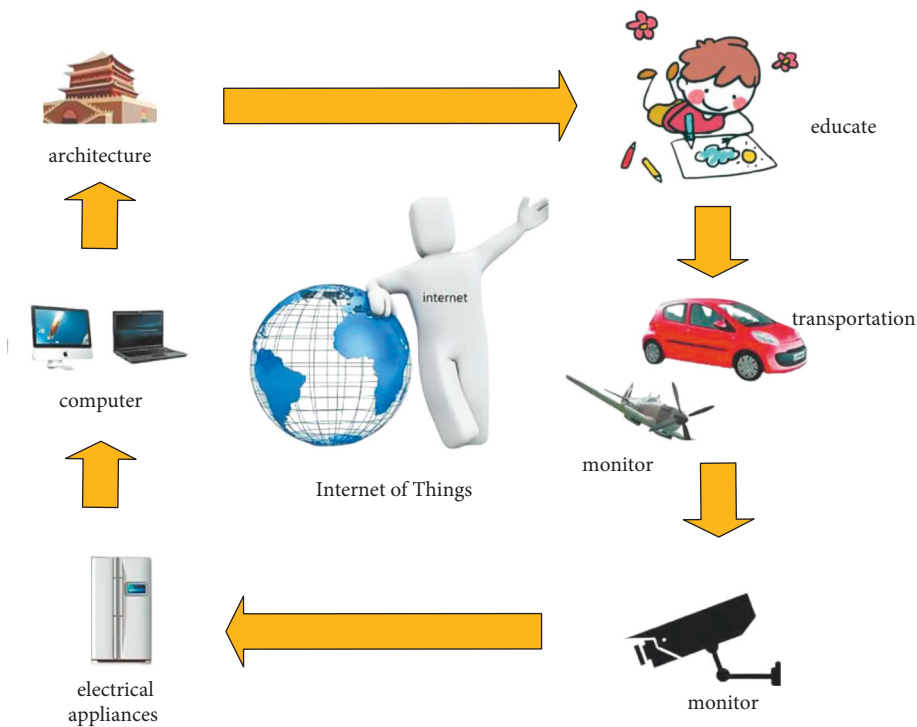 architecture
educate
internet
transportation
computer
monitor
Internet of Things
electrical
appliances
monitor